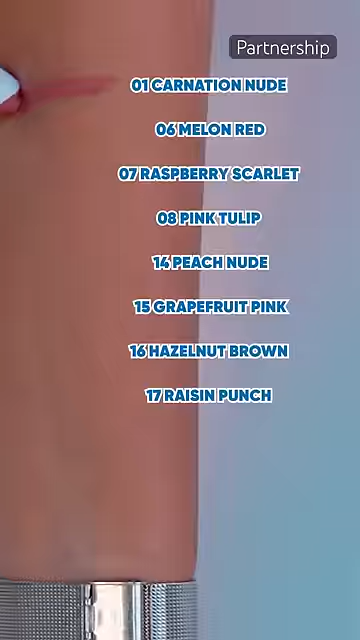 Partnership
01 CARNATION NUDE
06 MELON RED
07 RASPBERRY SCARLET
08 PINK TULIP
14 PEACH NUDE
15 GRAPEFRUIT PINK
16 HAZELNUT BROWN
17 RAISIN PUNCH